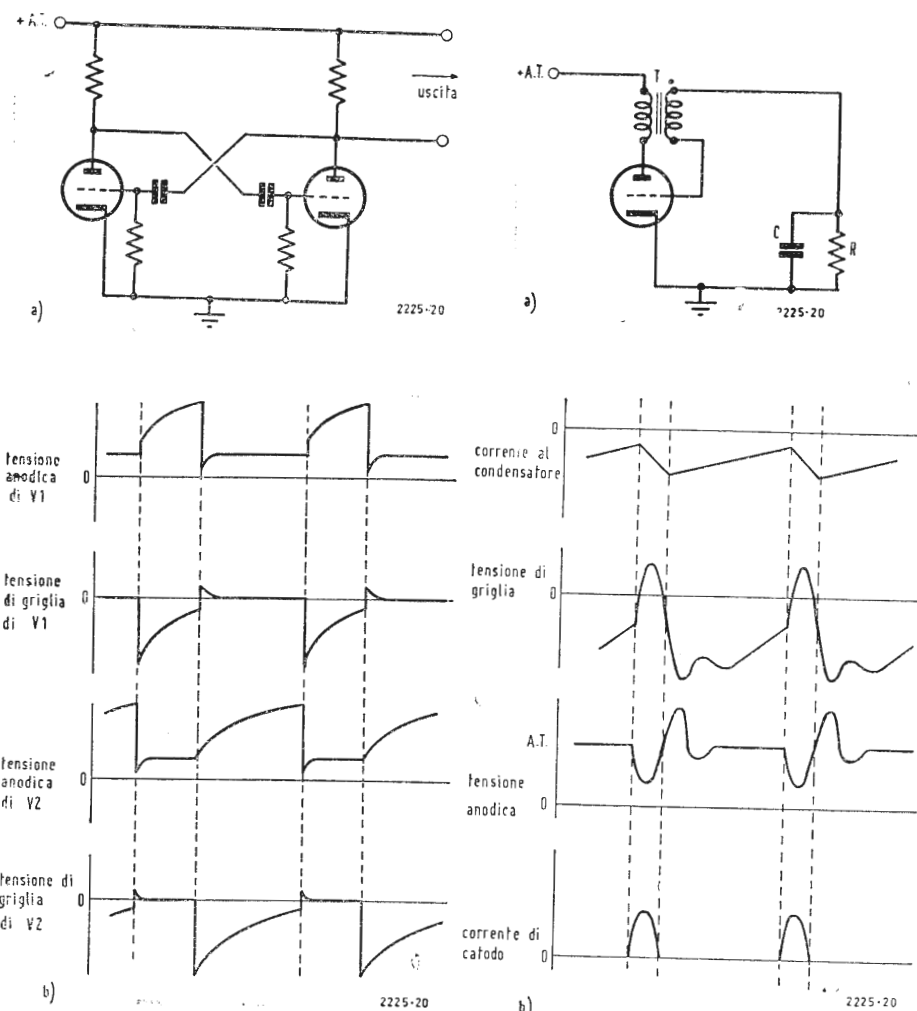 + A.T.
uscita
a)
2225-20
+A.T.
T
C
R
a)
2225-20
tensione
anodica
di V1
0
tensione
di griglia
di V1
0
tensione
anodica
di V2
0
tensione di
griglia
di V2
0
b)
2225-20
corrente al
condensatore
0
tensione di
griglia
0
A.T.
tensione
anodica
0
corrente di
catodo
0
b)
2225-20